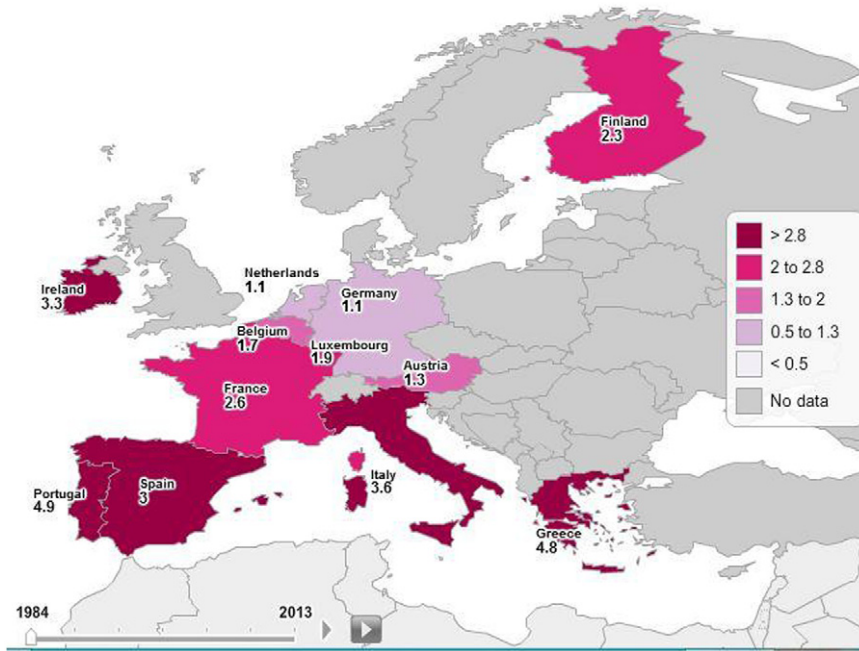 Finland
2.3
> 2.8
2 to 2.8
1.3 to 2
0.5 to 1.3
< 0.5
No data
Ireland
3.3
Netherlands
1.1
Germany
1.1
Belgium
1.7
Luxembourg
1.9
Austria
1.3
France
2.6
Portugal
4.9
Spain
3
Italy
3.6
Greece
4.8
1984
2013